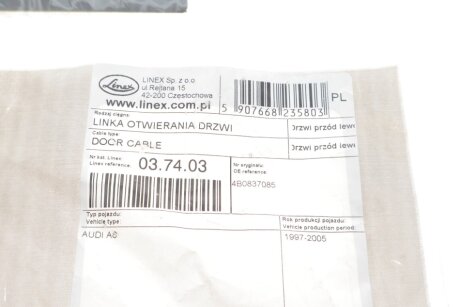 Linex
LINEX Sp. z o.o
ul Rejtana 15
42-200 Częstochowa
www.linex.com.pl
5 907668 235803
PL
Rodzaj cięgna:
LINKA OTWIERANIA DRZWI
Drzwi przód lewe
Cable type:
DOOR CABLE
Drzwi przód lewe
Nr kat. Linex:
Linex reference:
03.74.03
Nr oryginału:
OE reference:
4B0837085
Typ pojazdu:
Vehicle type:
AUDI A6
Rok produkcji pojazdu:
Vehicle production period:
1997-2005